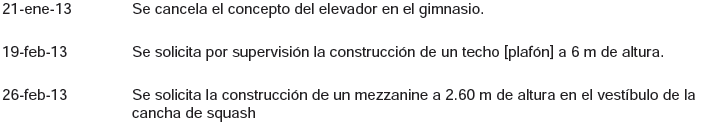 21-ene-13 Se cancela el concepto del elevador en el gimnasio.
19-feb-13 Se solicita por supervisión la construcción de un techo [plafón] a 6 m de altura.
26-feb-13 Se solicita la construcción de un mezzanine a 2.60 m de altura en el vestíbulo de la
cancha de squash